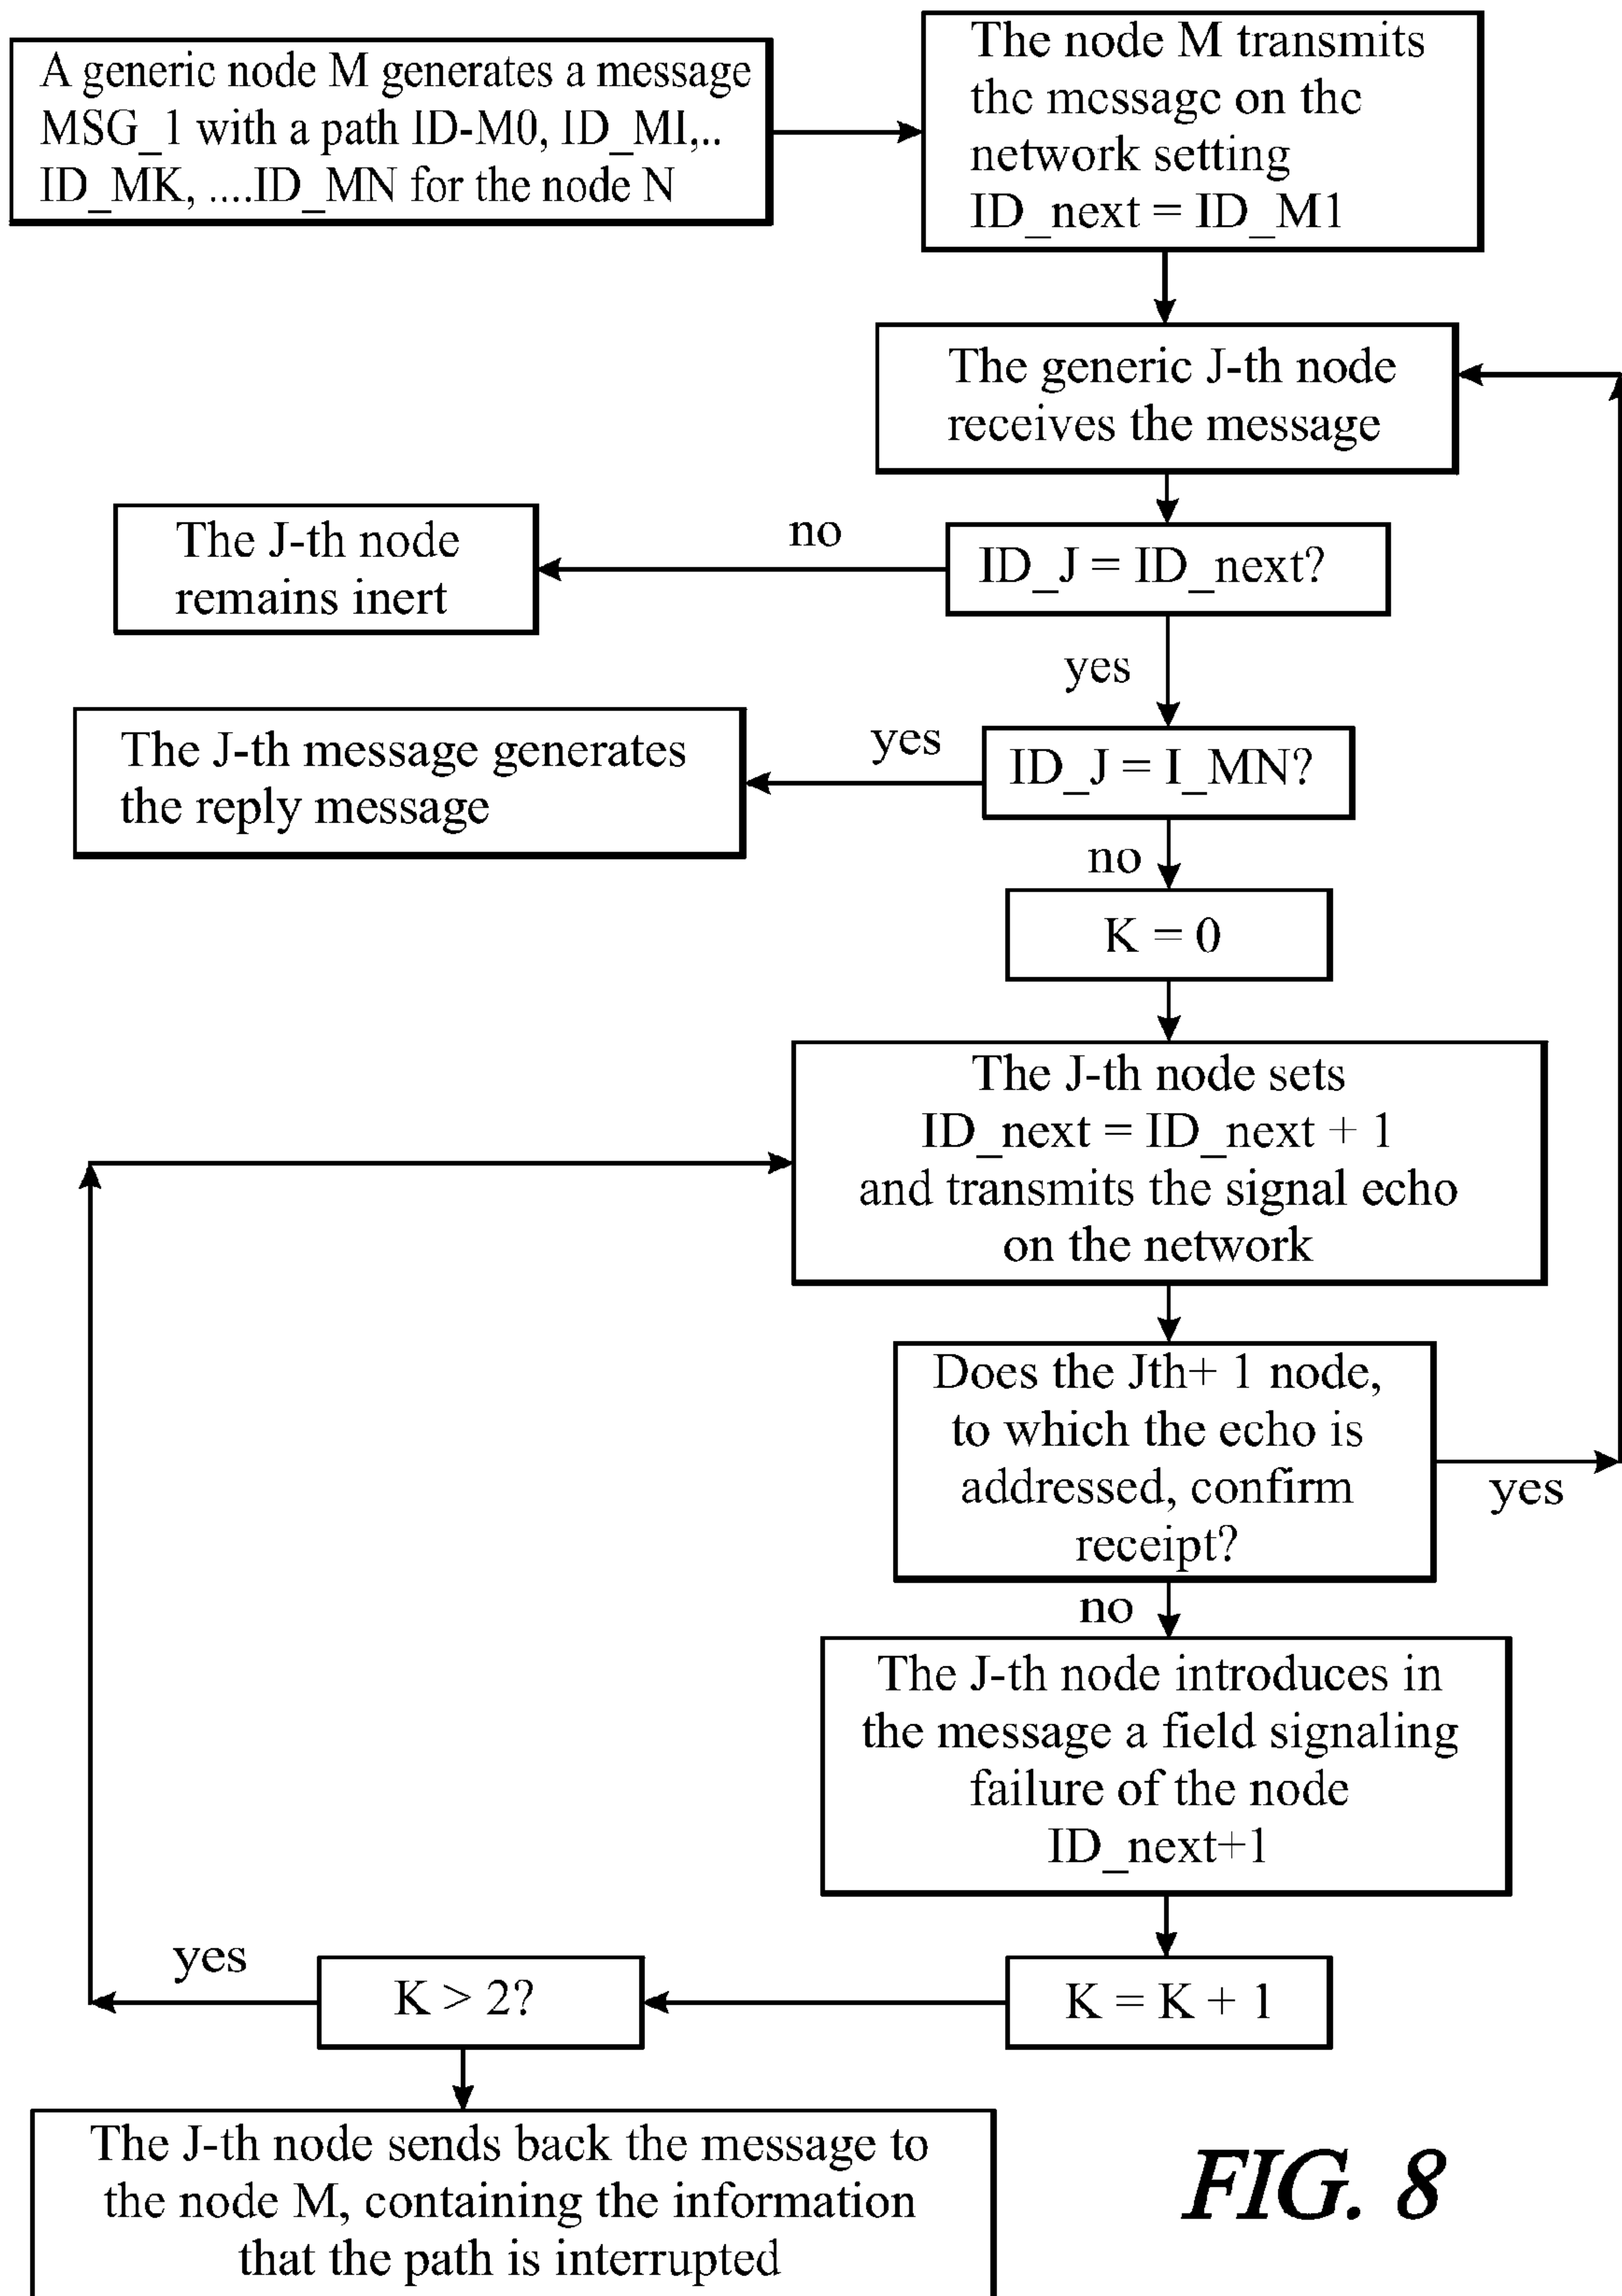 A generic node M generates a message
MSG_1 with a path ID-M0, ID_MI,..
ID_MK, ....ID_MN for the node N
The node M transmits
the message on the
network setting
ID_next = ID_M1
The generic J-th node
receives the message
no
The J-th node
remains inert
ID_J = ID_next?
yes
The J-th message generates
the reply message
yes
ID_J = I_MN?
no
K = 0
The J-th node sets
ID_next = ID_next + 1
and transmits the signal echo
on the network
Does the Jth+ 1 node,
to which the echo is
addressed, confirm
receipt?
yes
no
The J-th node introduces in
the message a field signaling
failure of the node
ID_next+1
yes
K > 2?
K = K + 1
The J-th node sends back the message to
the node M, containing the information
that the path is interrupted
FIG. 8